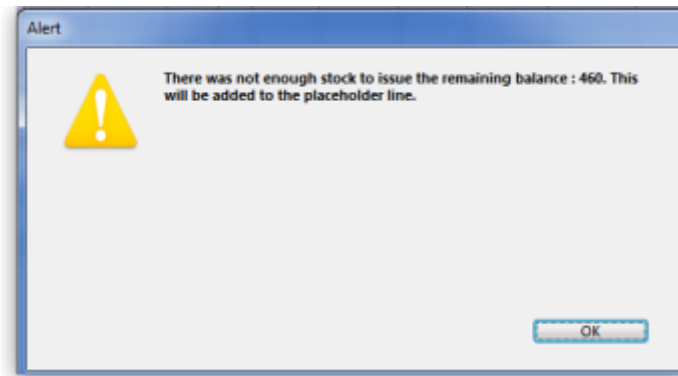 Alert
There was not enough stock to issue the remaining balance : 460. This
will be added to the placeholder line.
OK